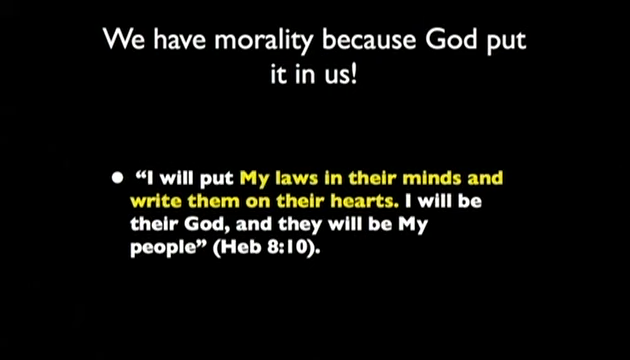 We have morality because God put
it in us!
• “I will put My laws in their minds and
write them on their hearts. I will be
their God, and they will be My
people” (Heb 8:10).